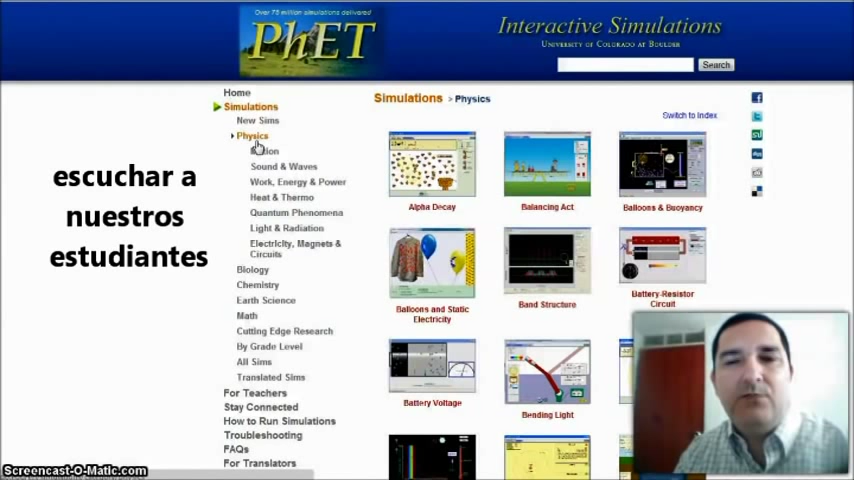 Over 75 million simulations delivered
PhET
Interactive Simulations
University of Colorado at Boulder
Search
Home
Simulations
New Sims
Physics
Sound & Waves
Work, Energy & Power
Heat & Thermo
Quantum Phenomena
Light & Radiation
Electricity, Magnets &
Circuits
Biology
Chemistry
Earth Science
Math
Cutting Edge Research
By Grade Level
All Sims
Translated Sims
For Teachers
Stay Connected
How to Run Simulations
Troubleshooting
FAQs
For Translators
Simulations > Physics
Switch to Index
Alpha Decay
Balancing Act
Balloons & Buoyancy
Balloons and Static
Electricity
Band Structure
Battery-Resistor
Circuit
Battery Voltage
Bending Light
escuchar a
nuestros
estudiantes
Screencast-O-Matic.com